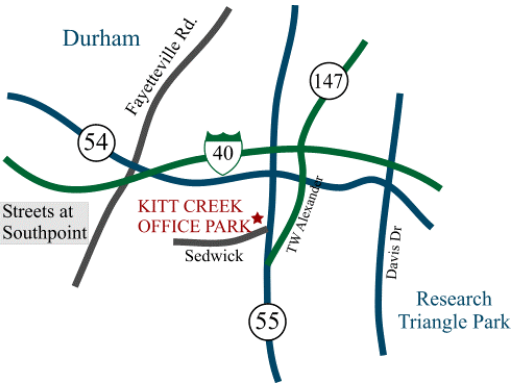 Durham
Fayetteville Rd.
147
54
40
Streets at
Southpoint
KITT CREEK
OFFICE PARK
TW Alexander
Sedwick
Davis Dr
55
Research
Triangle Park